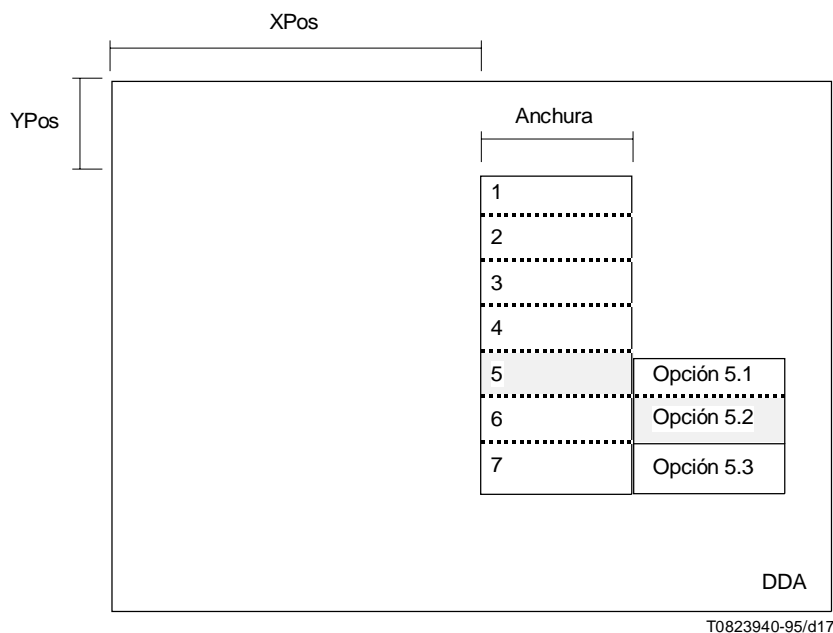 XPos
YPos
Anchura
1
2
3
4
5
Opción 5.1
6
Opción 5.2
7
Opción 5.3
DDA
T0823940-95/d17